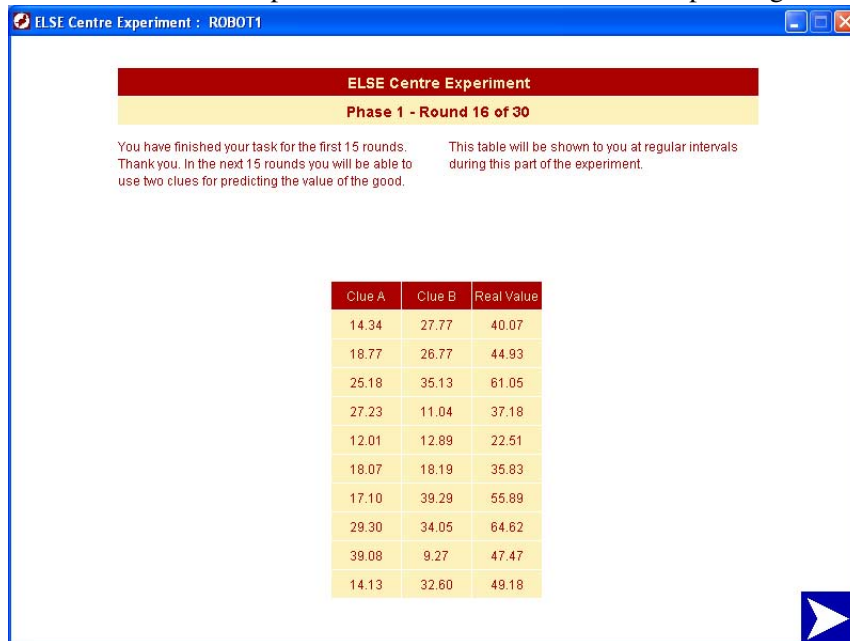 ELSE Centre Experiment : ROBOT1
ELSE Centre Experiment
Phase 1 - Round 16 of 30
You have finished your task for the first 15 rounds.
Thank you. In the next 15 rounds you will be able to
use two clues for predicting the value of the good.
This table will be shown to you at regular intervals
during this part of the experiment.
Clue A Clue B Real Value
14.34 27.77 40.07
18.77 26.77 44.93
25.18 35.13 61.05
27.23 11.04 37.18
12.01 12.89 22.51
18.07 18.19 35.83
17.10 39.29 55.89
29.30 34.05 64.62
39.08 9.27 47.47
14.13 32.60 49.18